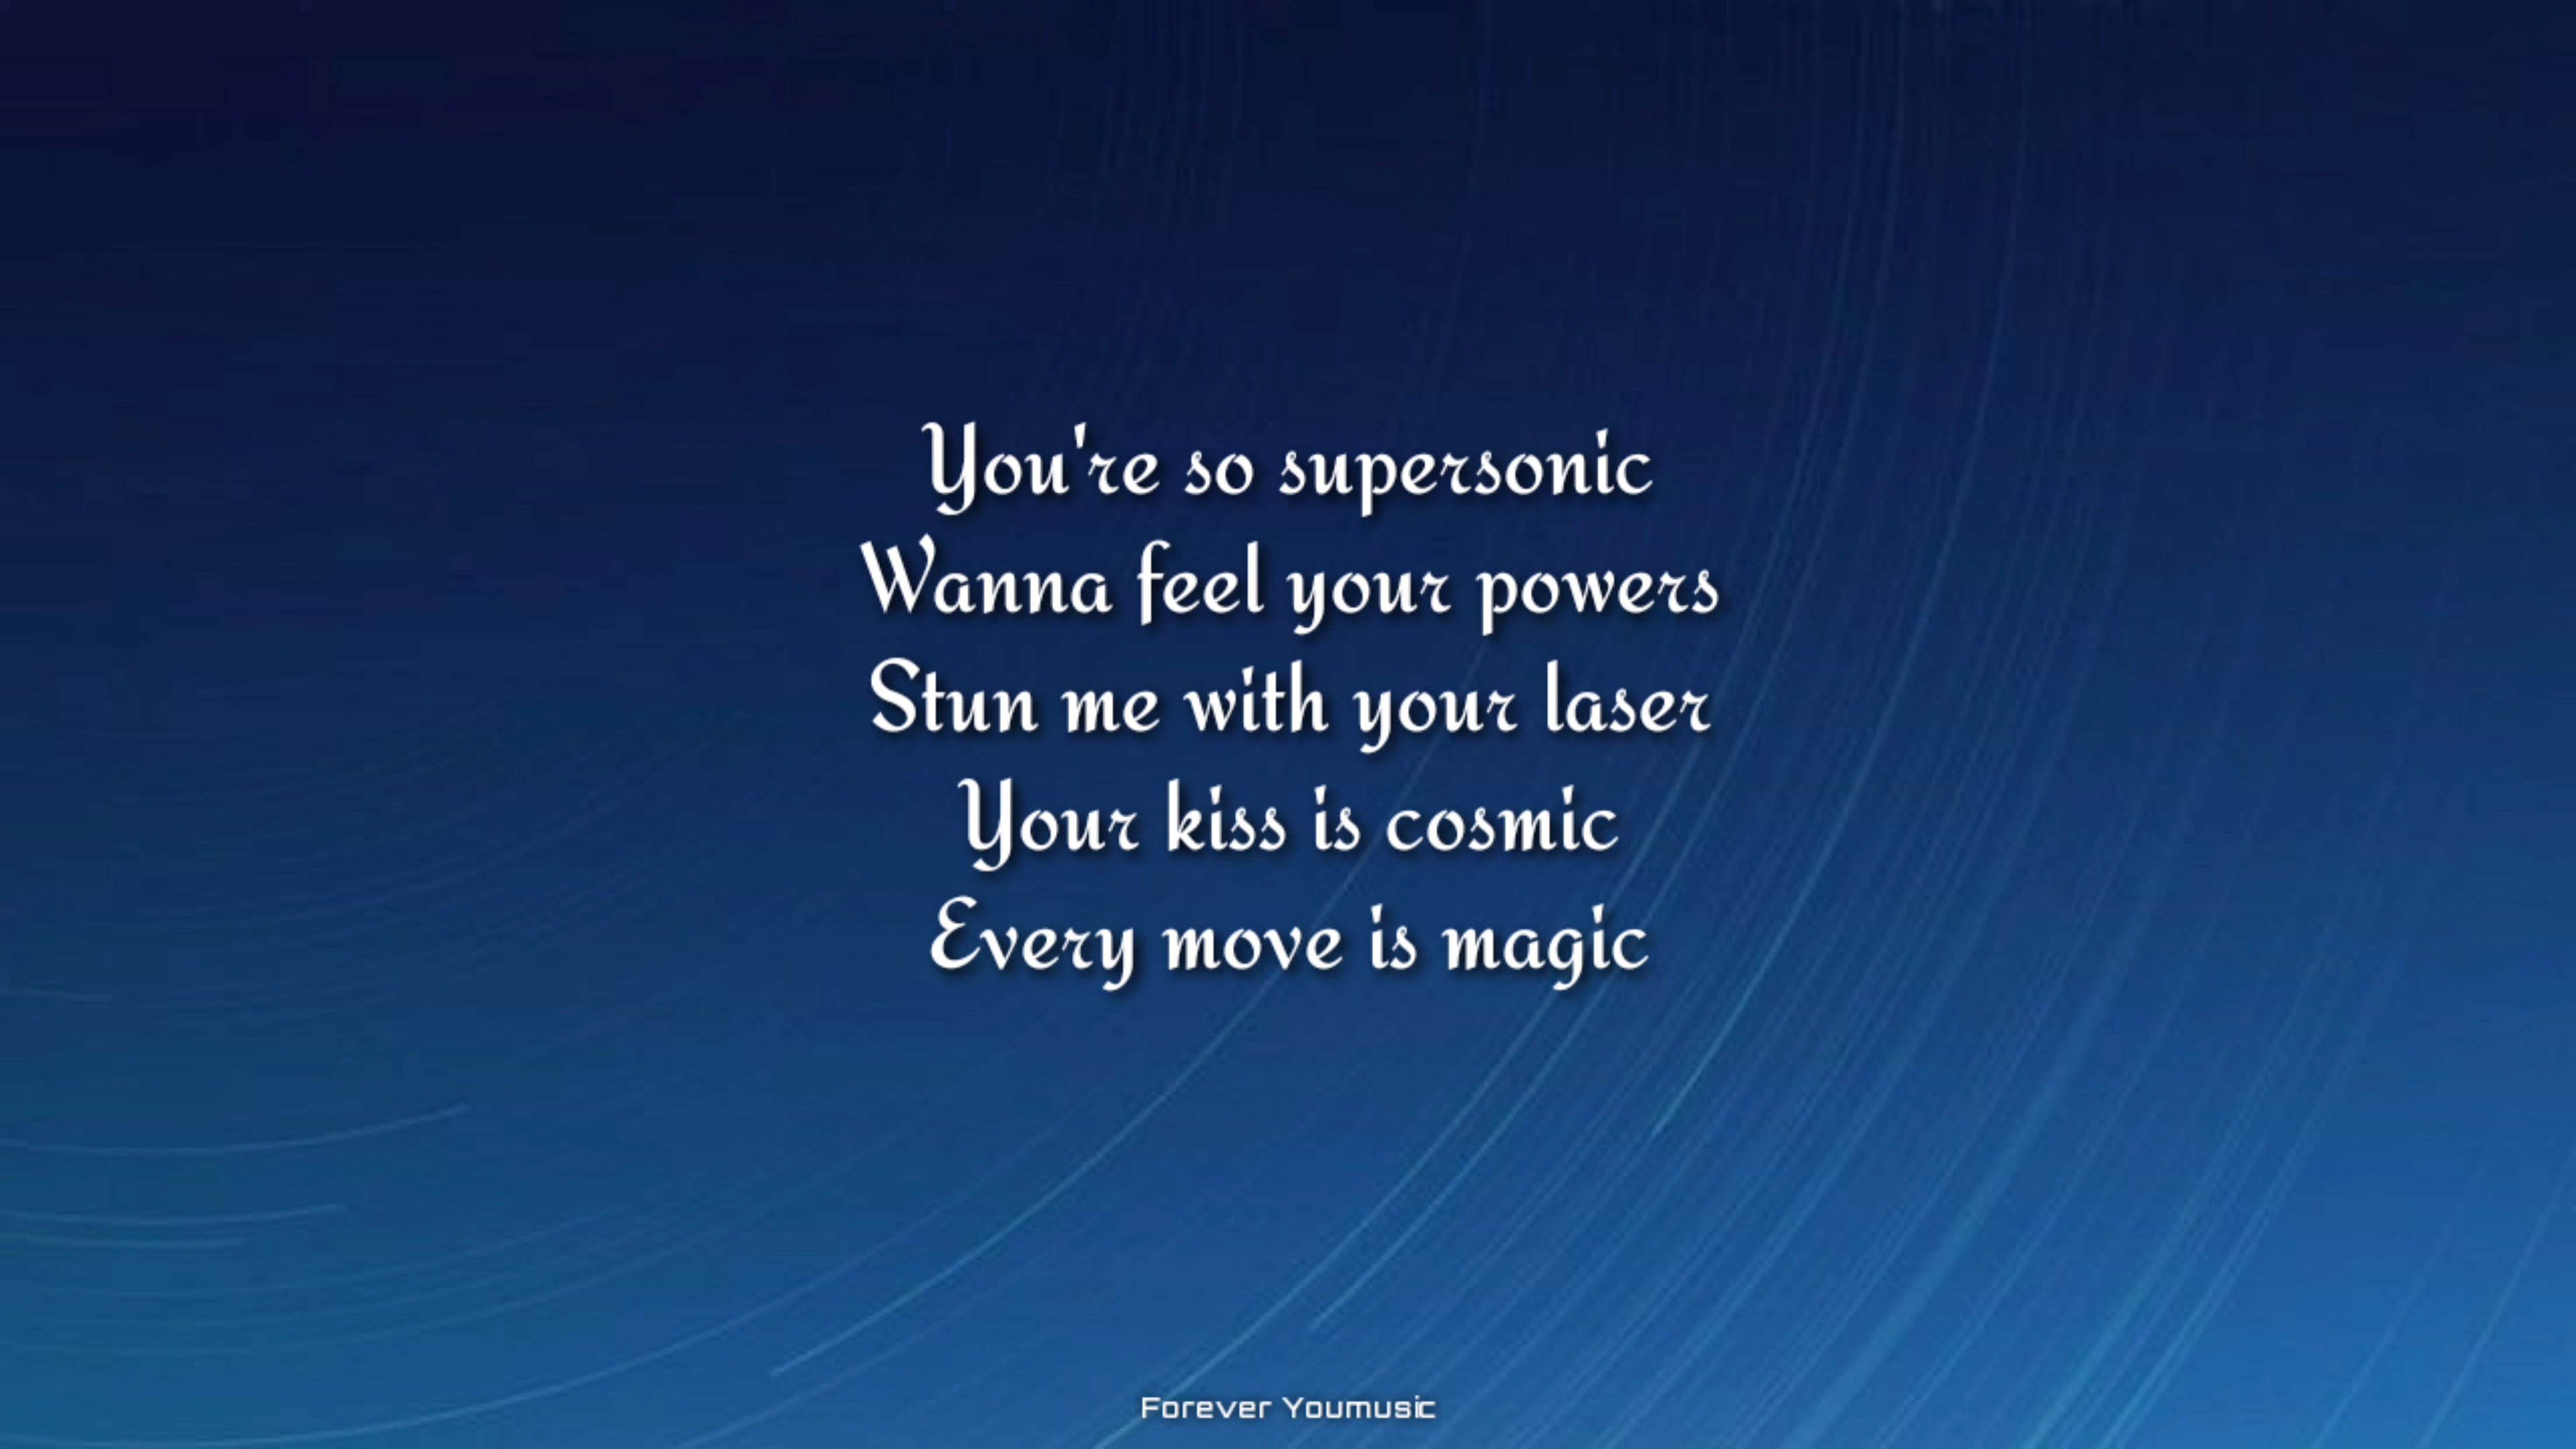 You're so supersonic
Wanna feel your powers
Stun me with your laser
Your kiss is cosmic
Every move is magic
Forever Youmusic